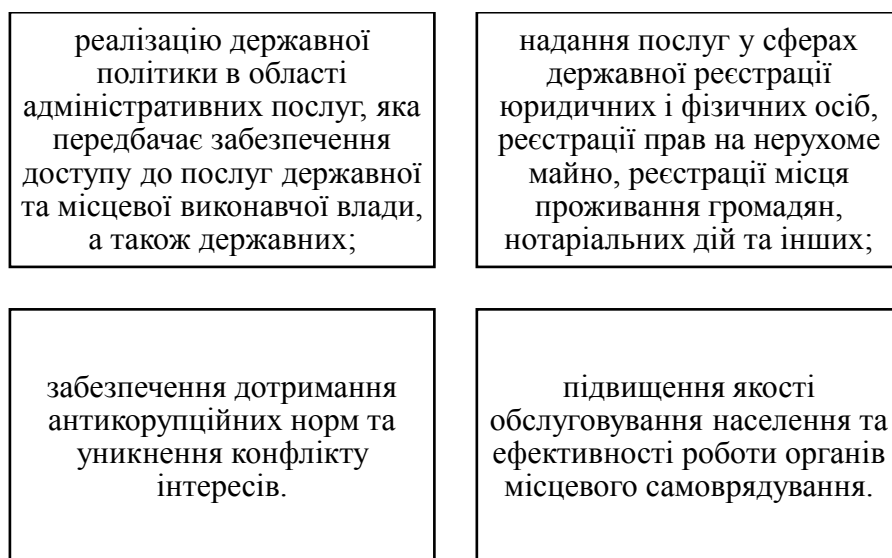 реалізацію державної
політики в області
адміністративних послуг, яка
передбачає забезпечення
доступу до послуг державної
та місцевої виконавчої влади,
а також державних;
надання послуг у сферах
державної реєстрації
юридичних і фізичних осіб,
реєстрації прав на нерухоме
майно, реєстрації місця
проживання громадян,
нотаріальних дій та інших;
забезпечення дотримання
антикорупційних норм та
уникнення конфлікту
інтересів.
підвищення якості
обслуговування населення та
ефективності роботи органів
місцевого самоврядування.